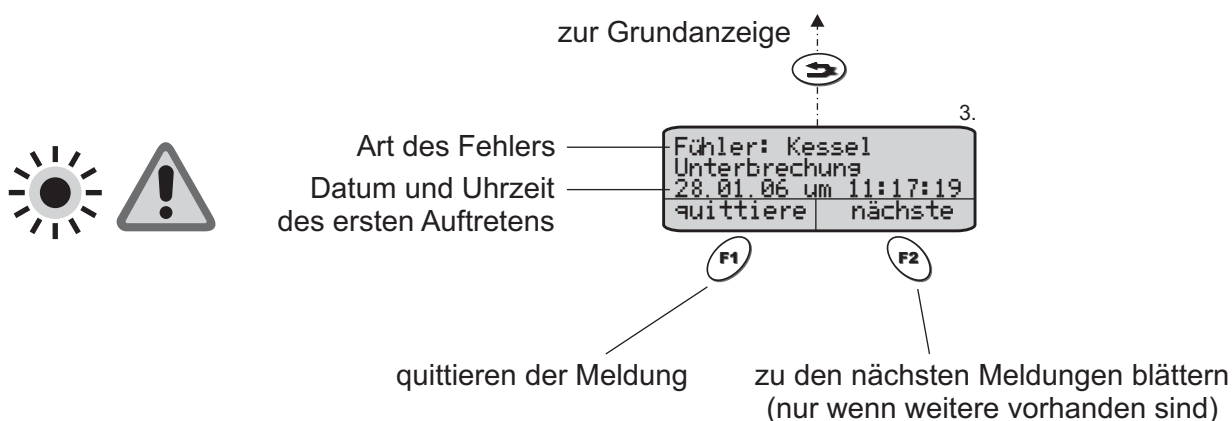 zur Grundanzeige
3.
Art des Fehlers
Datum und Uhrzeit
des ersten Auftretens
Fühler: Kessel
Unterbrechung
28.01.06 um 11:17:19
quittiere nächste
F1 F2
quittieren der Meldung
zu den nächsten Meldungen blättern
(nur wenn weitere vorhanden sind)